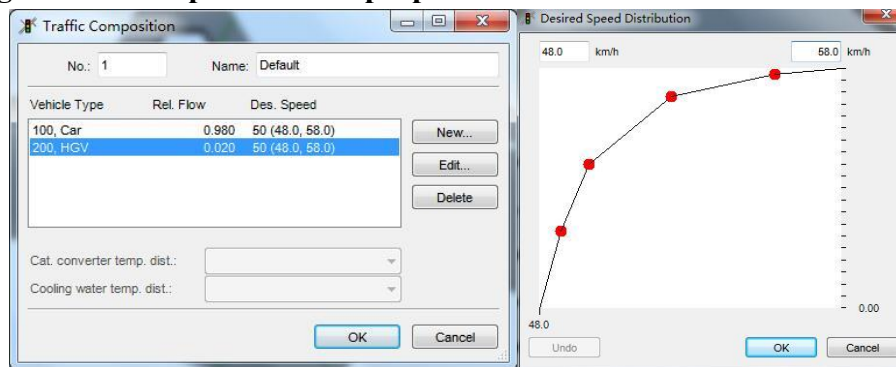 Traffic Composition
No.: 1 Name: Default
Vehicle Type Rel. Flow Des. Speed
100, Car 0.980 50 (48.0, 58.0)
200, HGV 0.020 50 (48.0, 58.0)
New...
Edit...
Delete
Cat. converter temp. dist.:
Cooling water temp. dist.:
OK Cancel
Desired Speed Distribution
48.0 km/h 58.0 km/h
0.00
48.0
Undo OK Cancel